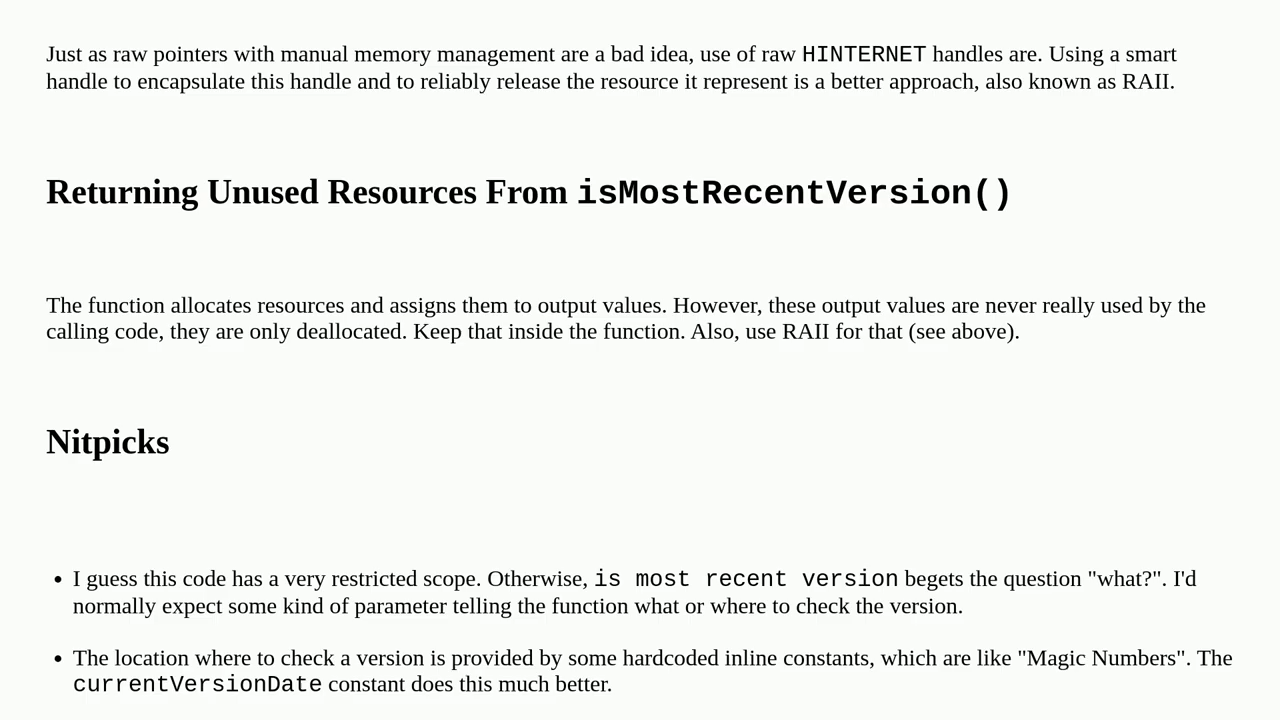 Just as raw pointers with manual memory management are a bad idea, use of raw HINTERNET handles are. Using a smart
handle to encapsulate this handle and to reliably release the resource it represent is a better approach, also known as RAII.
Returning Unused Resources From isMostRecentVersion()
The function allocates resources and assigns them to output values. However, these output values are never really used by the
calling code, they are only deallocated. Keep that inside the function. Also, use RAII for that (see above).
Nitpicks
• I guess this code has a very restricted scope. Otherwise, is most recent version begets the question "what?". I'd
normally expect some kind of parameter telling the function what or where to check the version.
• The location where to check a version is provided by some hardcoded inline constants, which are like "Magic Numbers". The
currentVersionDate constant does this much better.